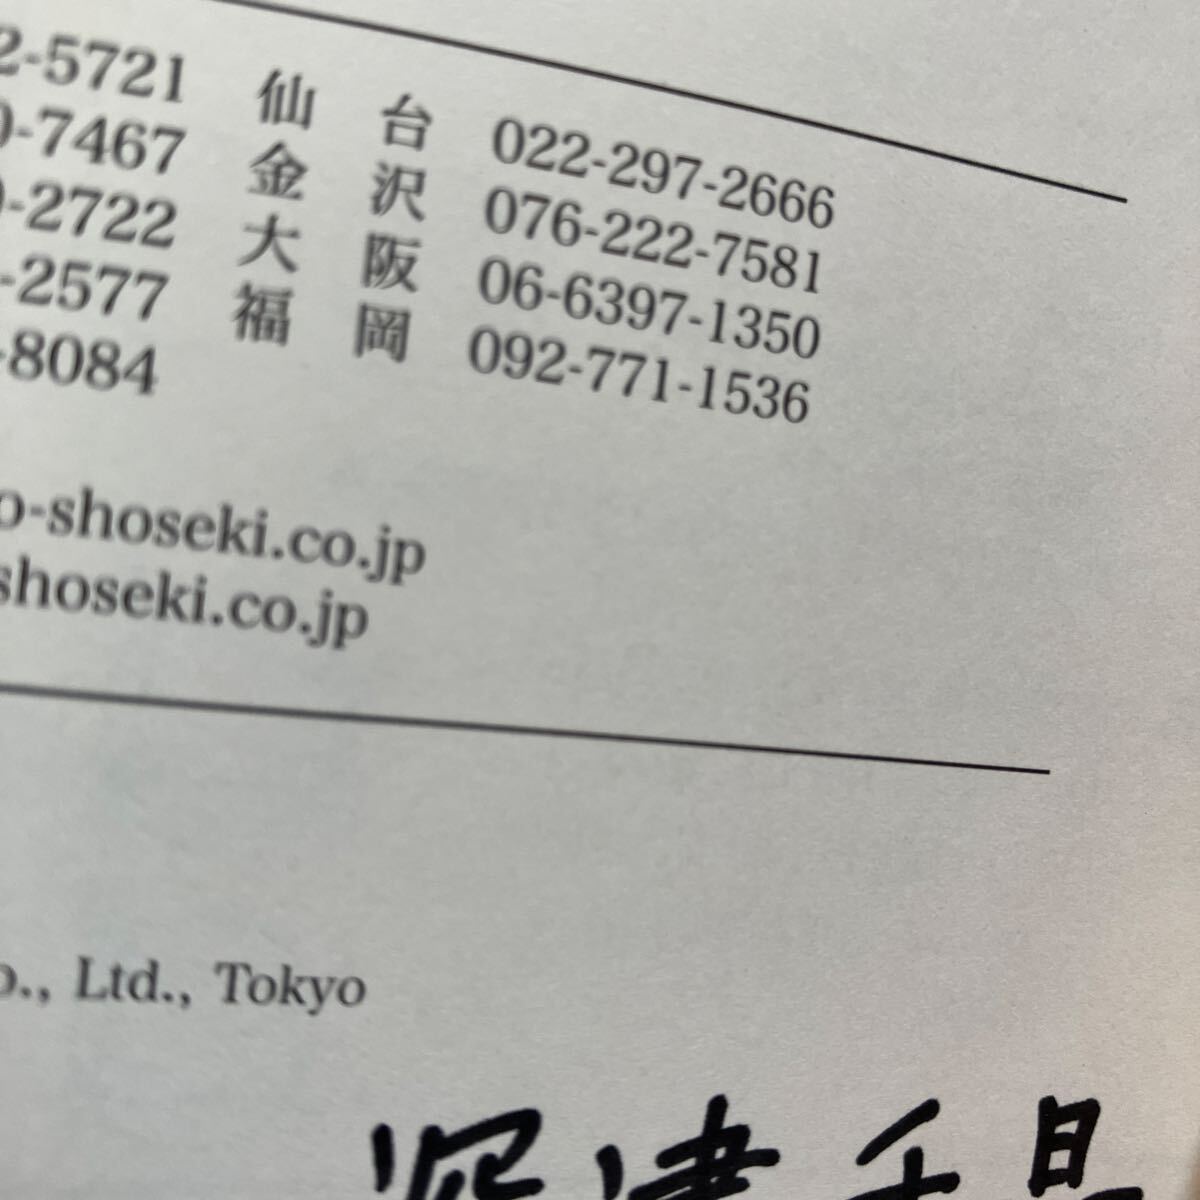 2-5721 仙 台 022-297-2666
0-7467 金 沢 076-222-7581
-2722 大 阪 06-6397-1350
-2577 福 岡 092-771-1536
-8084
o-shoseki.co.jp
shoseki.co.jp
o., Ltd., Tokyo